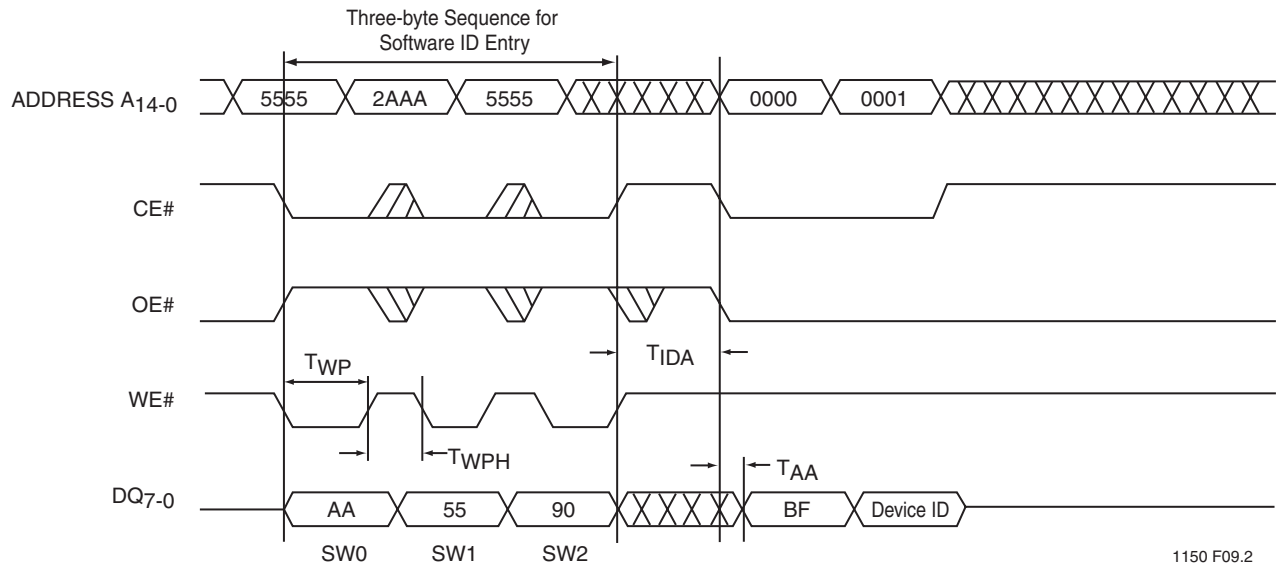 Three-byte Sequence for
Software ID Entry
ADDRESS A14-0
5555
2AAA
5555
0000
0001
CE#
OE#
TWP
TIDA
WE#
TWPH
TAA
DQ7-0
AA
55
90
BF
Device ID
SW0
SW1
SW2
1150 F09.2